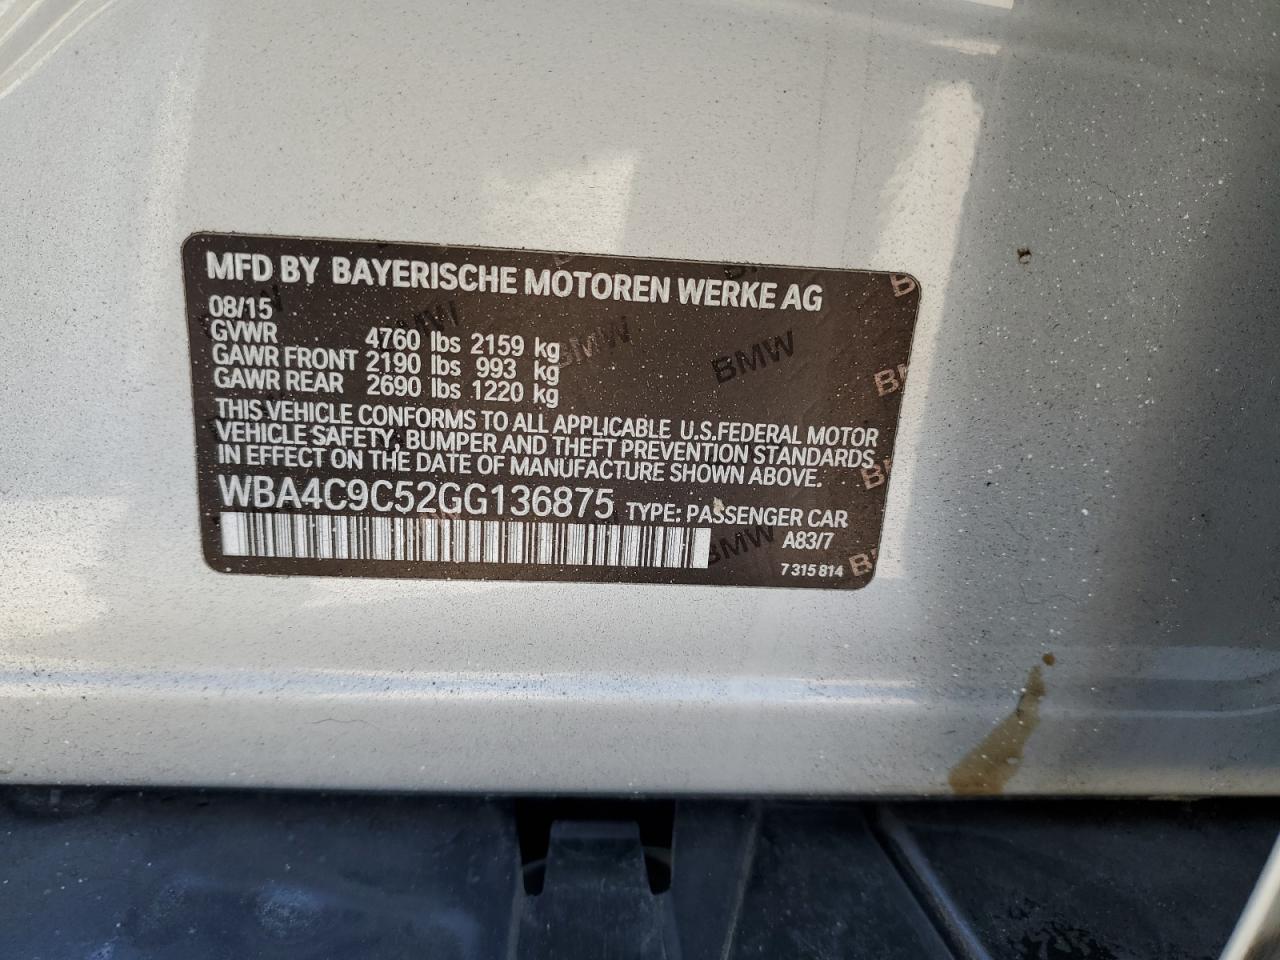 MFD BY BAYERISCHE MOTOREN WERKE AG
08/15
GVWR 4760 lbs 2159 kg
GAWR FRONT 2190 lbs 993 kg
GAWR REAR 2690 lbs 1220 kg
THIS VEHICLE CONFORMS TO ALL APPLICABLE U.S.FEDERAL MOTOR
VEHICLE SAFETY, BUMPER AND THEFT PREVENTION STANDARDS
IN EFFECT ON THE DATE OF MANUFACTURE SHOWN ABOVE.
WBA4C9C52GG136875 TYPE: PASSENGER CAR
A83/7
7 315 814
BMW
BMW
BMW